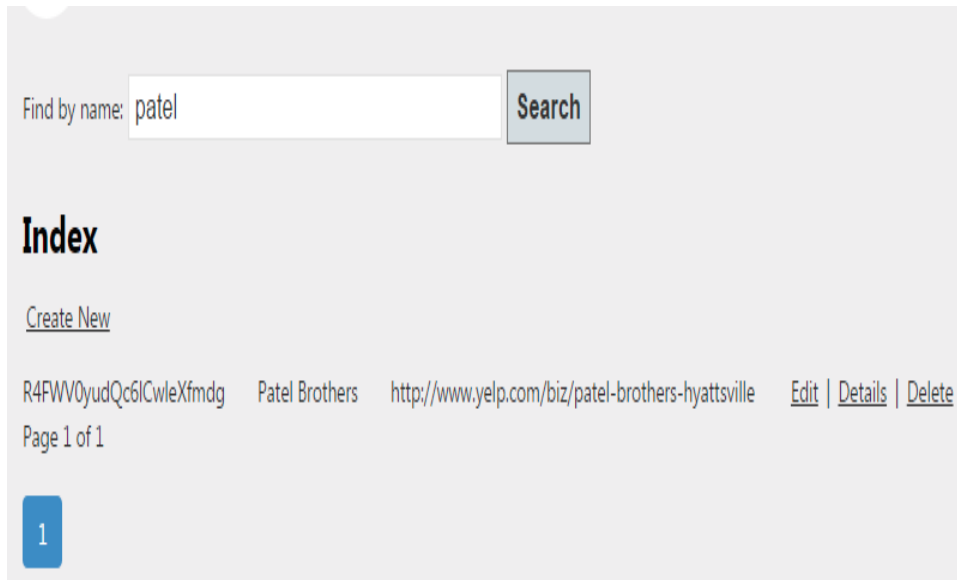 Find by name: patel Search
Index
Create New
R4FWV0yudQc6lCwleXfmdg Patel Brothers http://www.yelp.com/biz/patel-brothers-hyattsville Edit | Details | Delete
Page 1 of 1
1